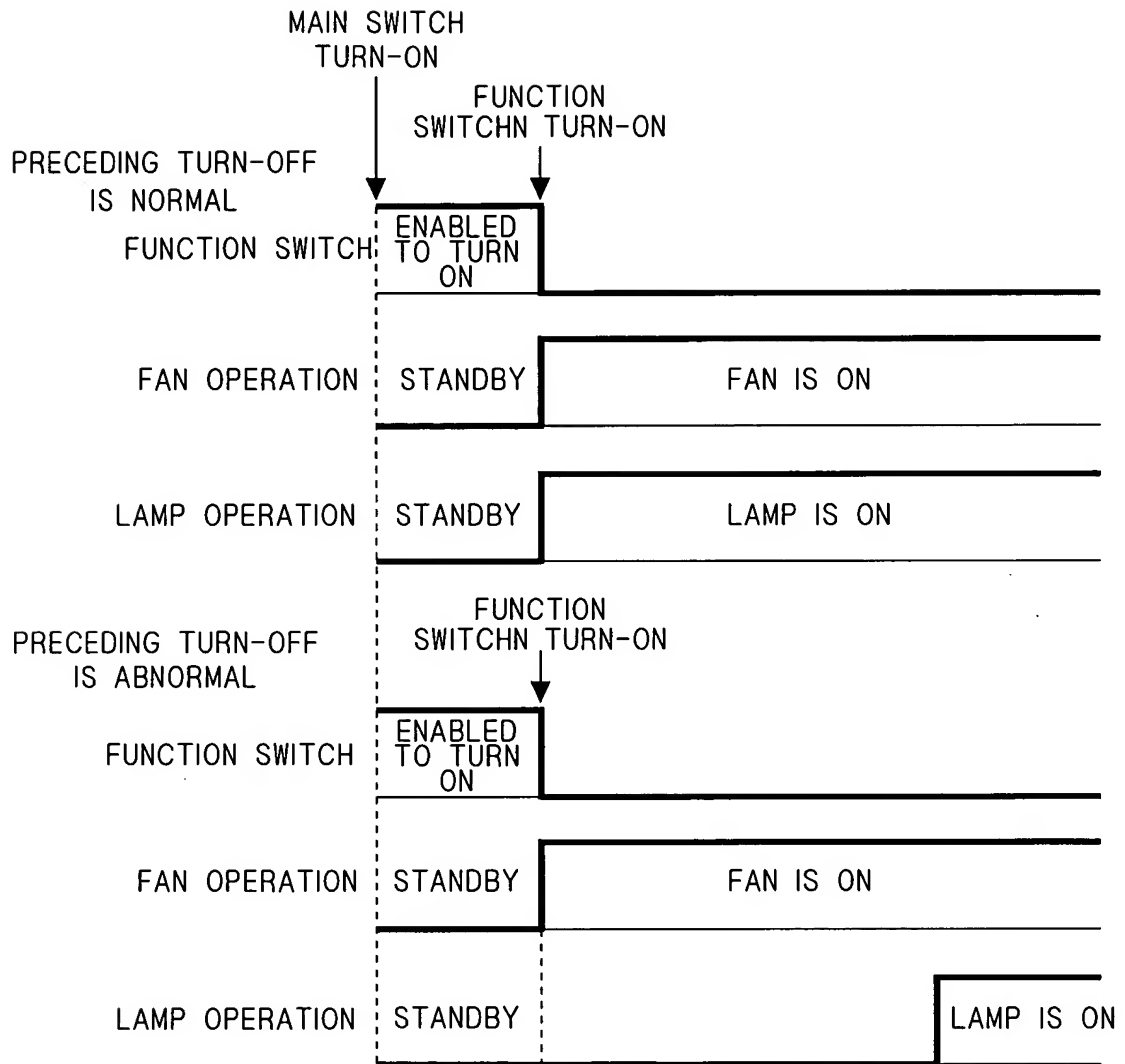 MAIN SWITCH
TURN-ON
FUNCTION
SWITCHN TURN-ON
PRECEDING TURN-OFF
IS NORMAL
FUNCTION SWITCH
ENABLED
TO TURN
ON
FAN OPERATION
STANDBY
FAN IS ON
LAMP OPERATION
STANDBY
LAMP IS ON
FUNCTION
SWITCHN TURN-ON
PRECEDING TURN-OFF
IS ABNORMAL
FUNCTION SWITCH
ENABLED
TO TURN
ON
FAN OPERATION
STANDBY
FAN IS ON
LAMP OPERATION
STANDBY
LAMP IS ON